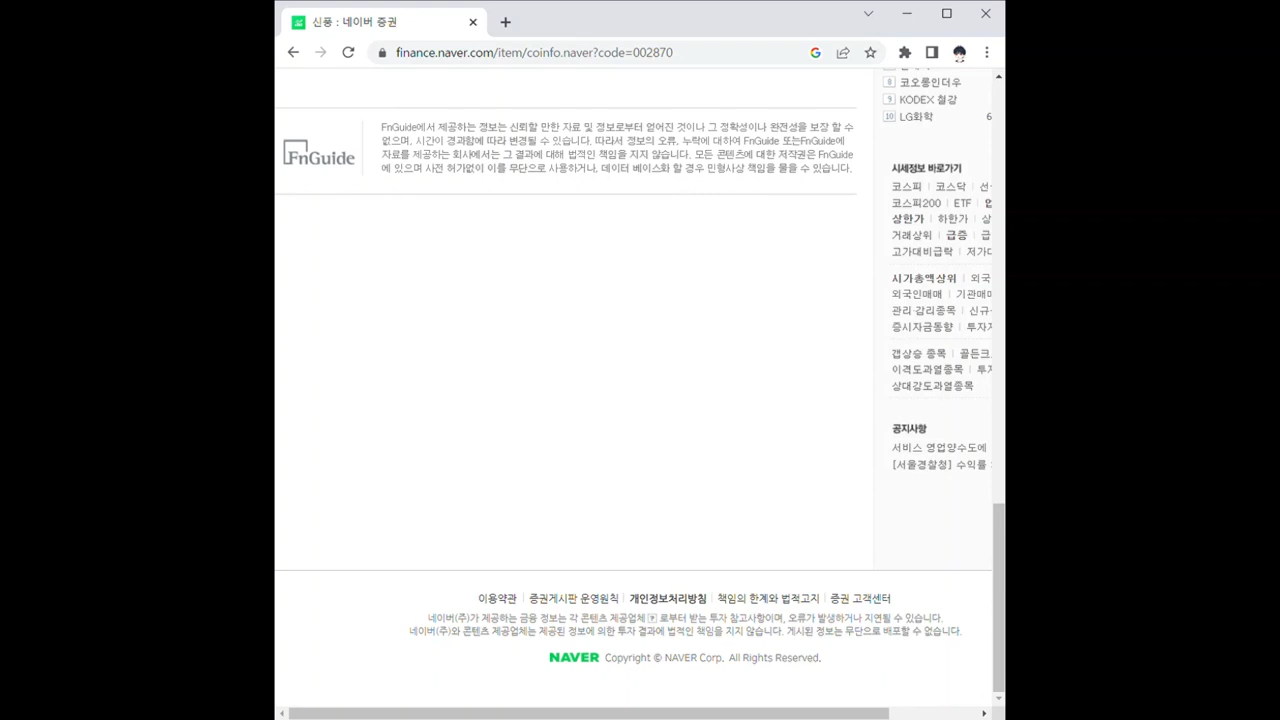 신풍 : 네이버 증권
finance.naver.com/item/coinfo.naver?code=002870
8 코오롱인더우
9 KODEX 철강
10 LG화학 6
FnGuide
FnGuide에서 제공하는 정보는 신뢰할 만한 자료 및 정보로부터 얻어진 것이나 그 정확성이나 완전성을 보장 할 수
없으며, 시간이 경과함에 따라 변경될 수 있습니다. 따라서 정보의 오류, 누락에 대하여 FnGuide 또는FnGuide에
자료를 제공하는 회사에서는 그 결과에 대해 법적인 책임을 지지 않습니다. 모든 콘텐츠에 대한 저작권은 FnGuide
에 있으며 사전 허가없이 이를 무단으로 사용하거나, 데이터 베이스화 할 경우 민형사상 책임을 물을 수 있습니다.
시세정보 바로가기
코스피 코스닥 선
코스피200 ETF
상한가 하한가 상
거래상위 급증 급
고가대비급락 저가
시가총액상위 외국
외국인매매 기관매
관리·감리종목 신규
증시자금동향 투자
갭상승 종목 골든크
이격도과열종목 투
상대강도과열종목
공지사항
서비스 영업양수도에
[서울경찰청] 수익률
이용약관 증권게시판 운영원칙 개인정보처리방침 책임의 한계와 법적고지 증권 고객센터
네이버(주)가 제공하는 금융 정보는 각 콘텐츠 제공업체 ? 로부터 받는 투자 참고사항이며, 오류가 발생하거나 지연될 수 있습니다.
네이버(주)와 콘텐츠 제공업체는 제공된 정보에 의한 투자 결과에 법적인 책임을 지지 않습니다. 게시된 정보는 무단으로 배포할 수 없습니다.
NAVER Copyright © NAVER Corp. All Rights Reserved.